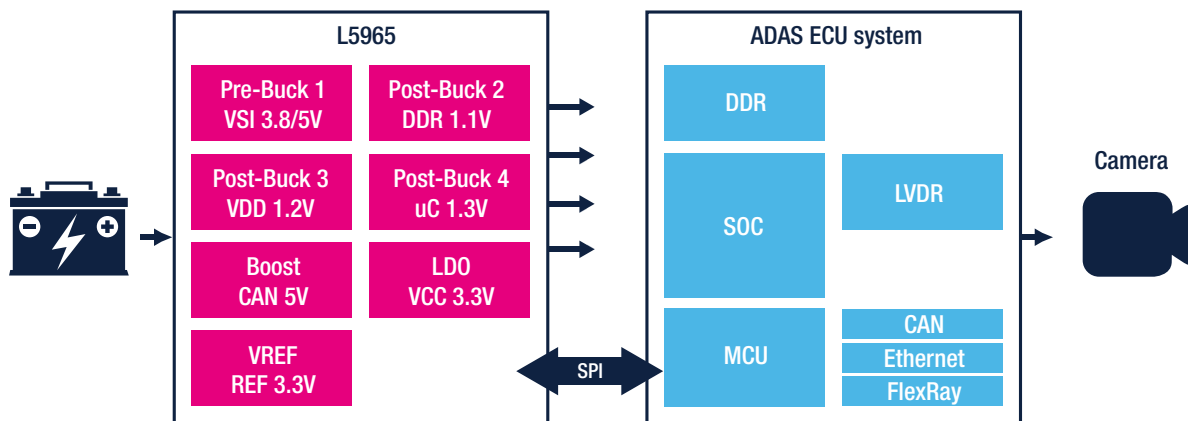 L5965
Pre-Buck 1
VSI 3.8/5V
Post-Buck 2
DDR 1.1V
Post-Buck 3
VDD 1.2V
Post-Buck 4
uC 1.3V
Boost
CAN 5V
LDO
VCC 3.3V
VREF
REF 3.3V
SPI
ADAS ECU system
DDR
SOC
LVDR
MCU
CAN
Ethernet
FlexRay
Camera